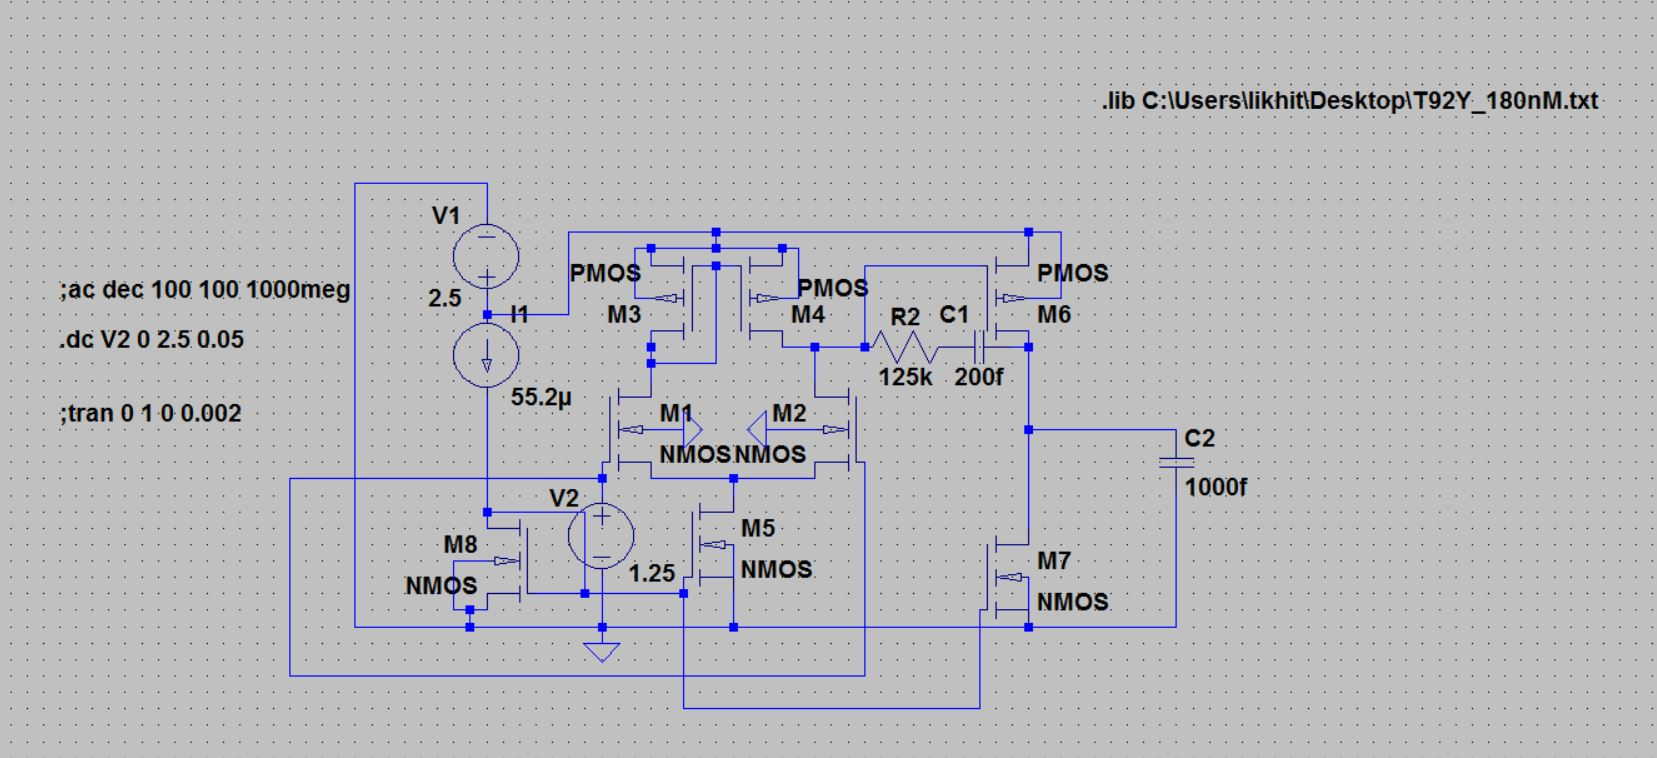 .lib C:\Users\likhit\Desktop\T92Y_180nM.txt
V1
;ac dec 100 100 1000meg
2.5
.dc V2 0 2.5 0.05
I1
;tran 0 1 0 0.002
55.2µ
PMOS
M3
PMOS
M4
PMOS
M6
R2
C1
125k
200f
M1
NMOS
M2
NMOS
C2
1000f
V2
1.25
M5
NMOS
M8
NMOS
M7
NMOS